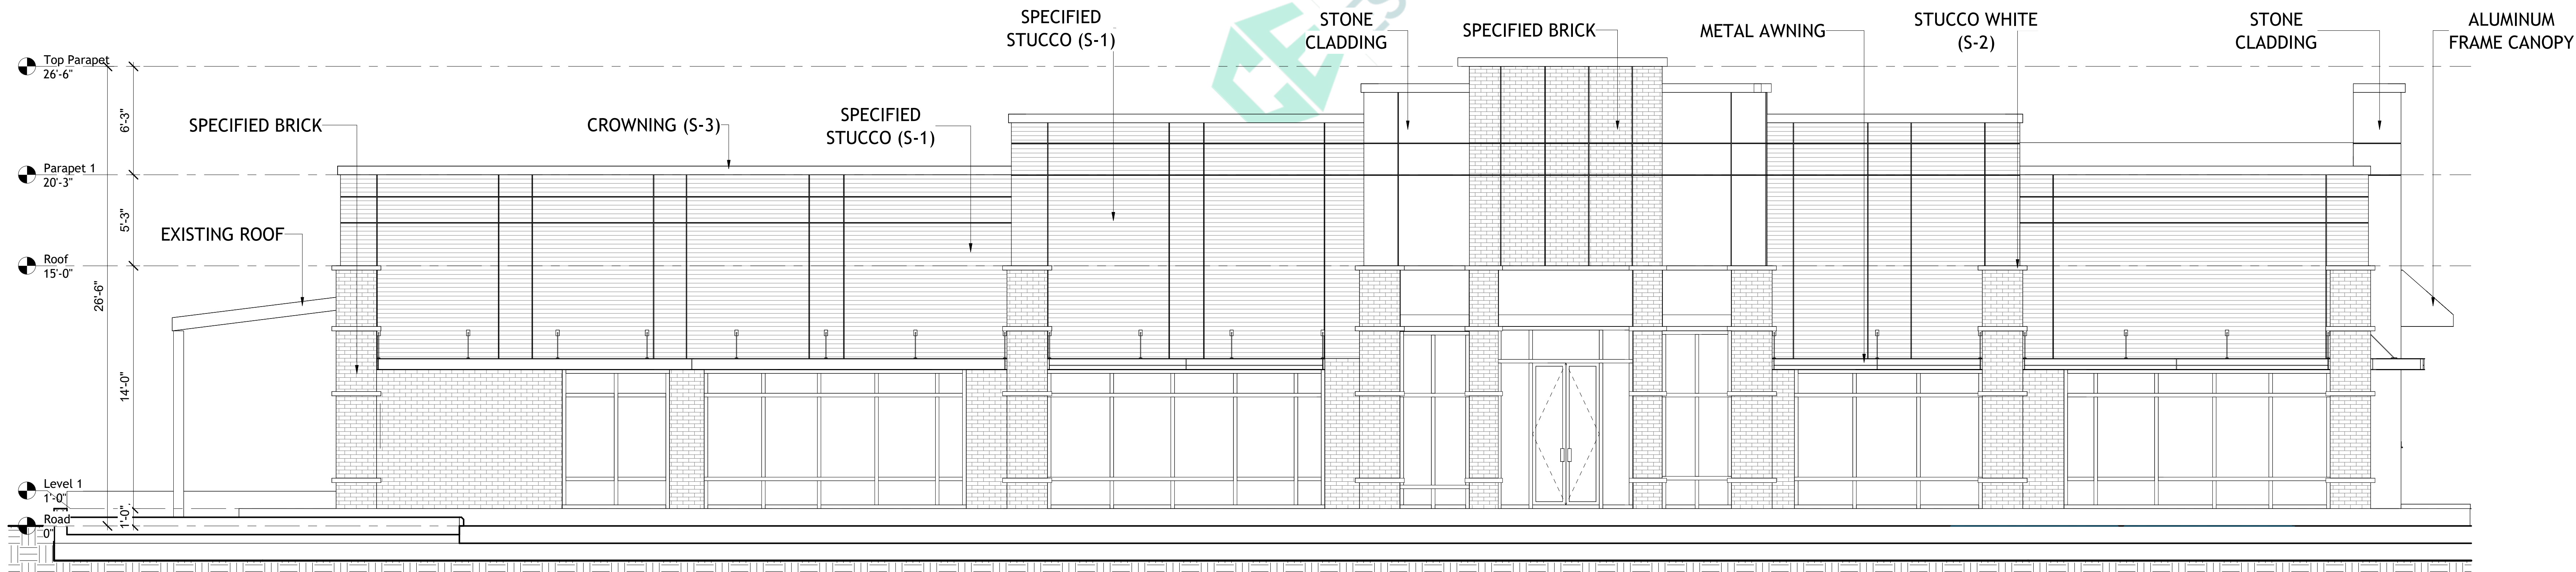 SPECIFIED
STUCCO (S-1)
STONE
CLADDING
SPECIFIED BRICK
METAL AWNING
STUCCO WHITE
(S-2)
STONE
CLADDING
ALUMINUM
FRAME CANOPY
Top Parapet
26'-6"
SPECIFIED BRICK
CROWNING (S-3)
SPECIFIED
STUCCO (S-1)
6'-3"
Parapet 1
20'-3"
5'-3"
EXISTING ROOF
Roof
15'-0"
26'-6"
14'-0"
Level 1
1'-0"
1'-0"
Road
0"